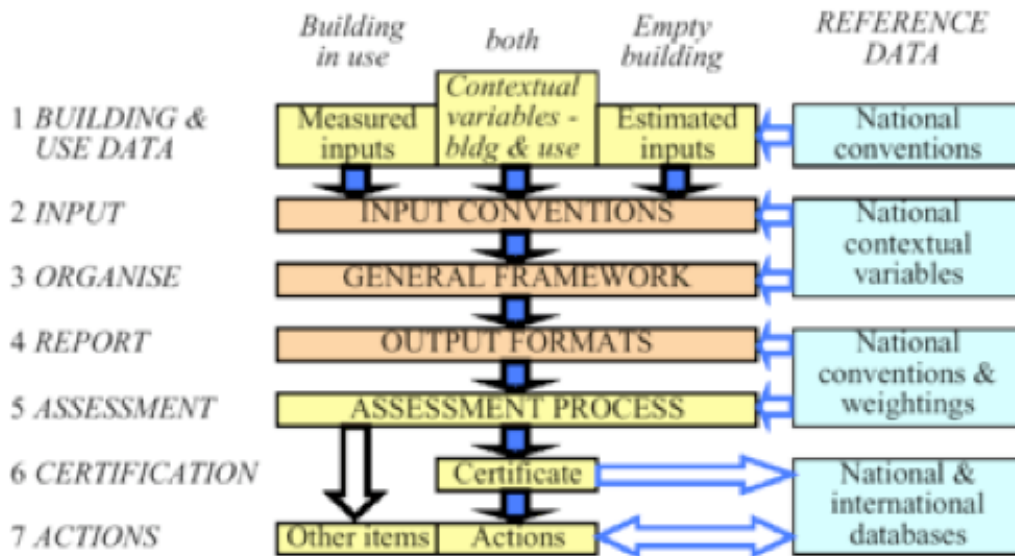 Building
in use
both
Empty
building
REFERENCE
DATA
1 BUILDING &
USE DATA
Measured
inputs
Contextual
variables -
bldg & use
Estimated
inputs
National
conventions
2 INPUT
INPUT CONVENTIONS
National
contextual
variables
3 ORGANISE
GENERAL FRAMEWORK
4 REPORT
OUTPUT FORMATS
National
conventions &
weightings
5 ASSESSMENT
ASSESSMENT PROCESS
6 CERTIFICATION
Certificate
National &
international
databases
7 ACTIONS
Other items
Actions